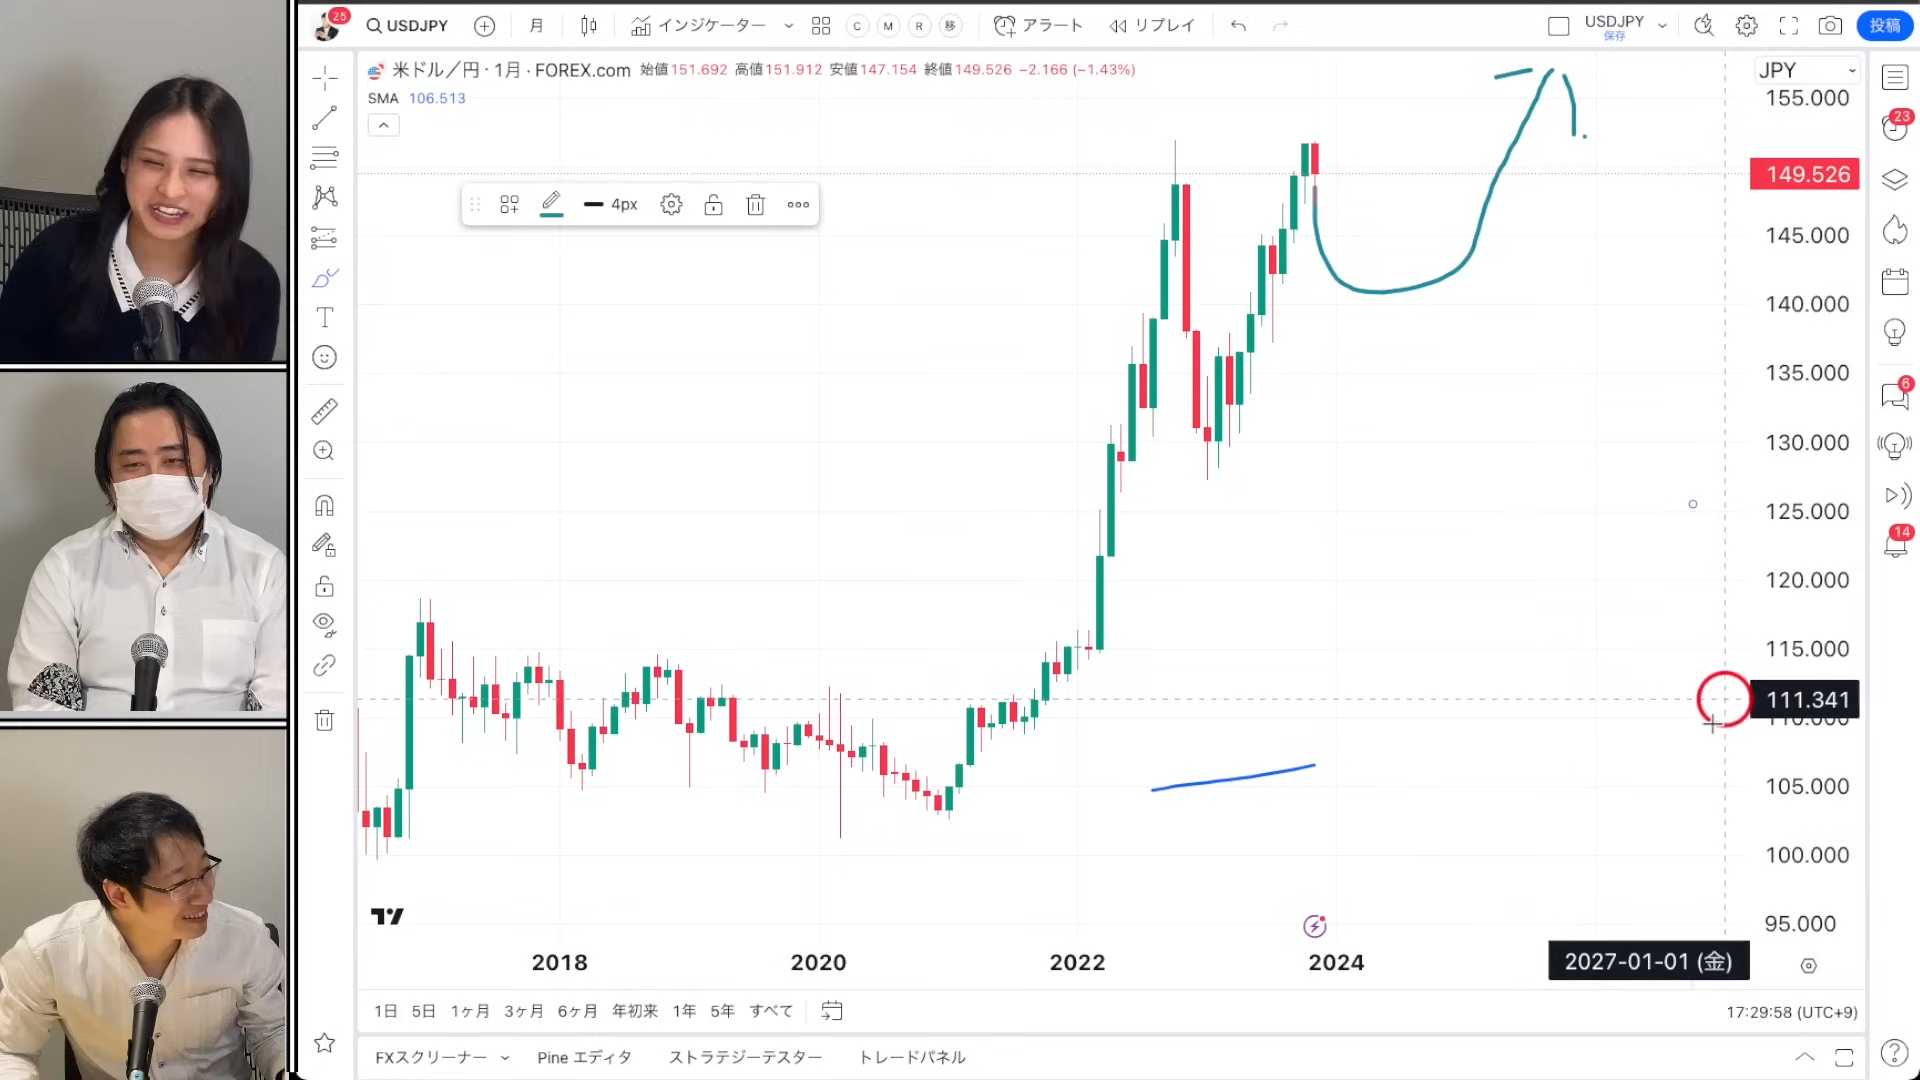 25
USDJPY
月
インジケーター
C
M
R
移
アラート
リプレイ
USDJPY
保存
投稿
米ドル／円 · 1月 · FOREX.com 始値151.692 高値151.912 安値147.154 終値149.526 −2.166 (−1.43%)
JPY
SMA 106.513
4px
155.000
149.526
145.000
140.000
135.000
130.000
125.000
120.000
115.000
111.341
110.000
105.000
100.000
95.000
23
6
14
2018
2020
2022
2024
2027-01-01 (金)
1日 5日 1ヶ月 3ヶ月 6ヶ月 年初来 1年 5年 すべて
17:29:58 (UTC+9)
FXスクリーナー
Pine エディタ
ストラテジーテスター
トレードパネル